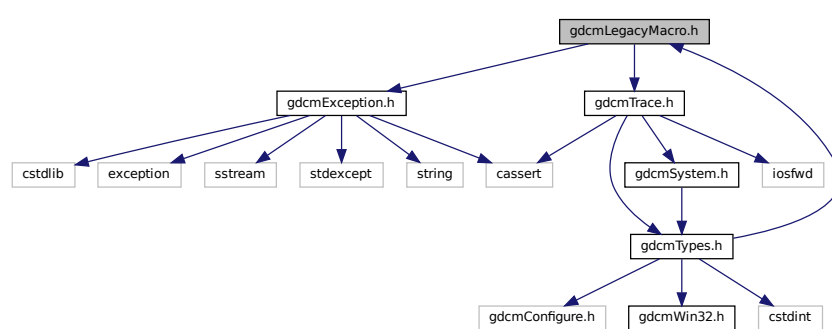 gdcmLegacyMacro.h
gdcmException.h
gdcmTrace.h
cstdlib
exception
sstream
stdexcept
string
cassert
gdcmSystem.h
iosfwd
gdcmTypes.h
gdcmConfigure.h
gdcmWin32.h
cstdint